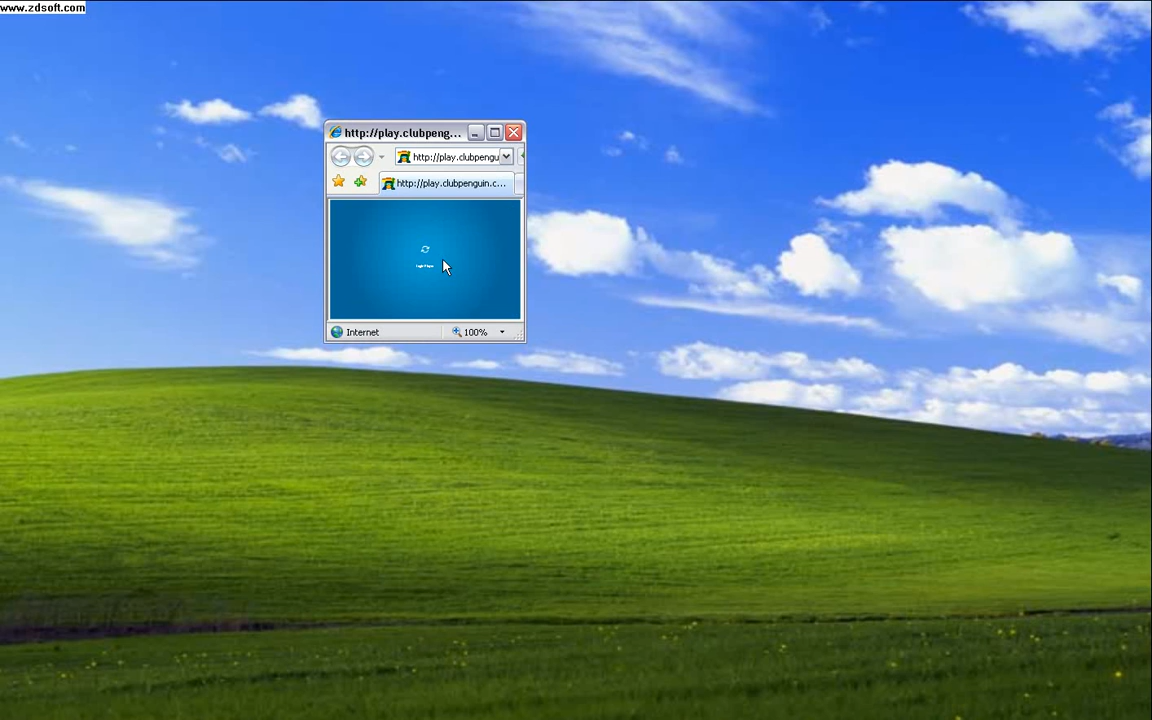 www.zdsoft.com
http://play.clubpeng...
http://play.clubpengu
http://play.clubpenguin.c...
Internet
100%